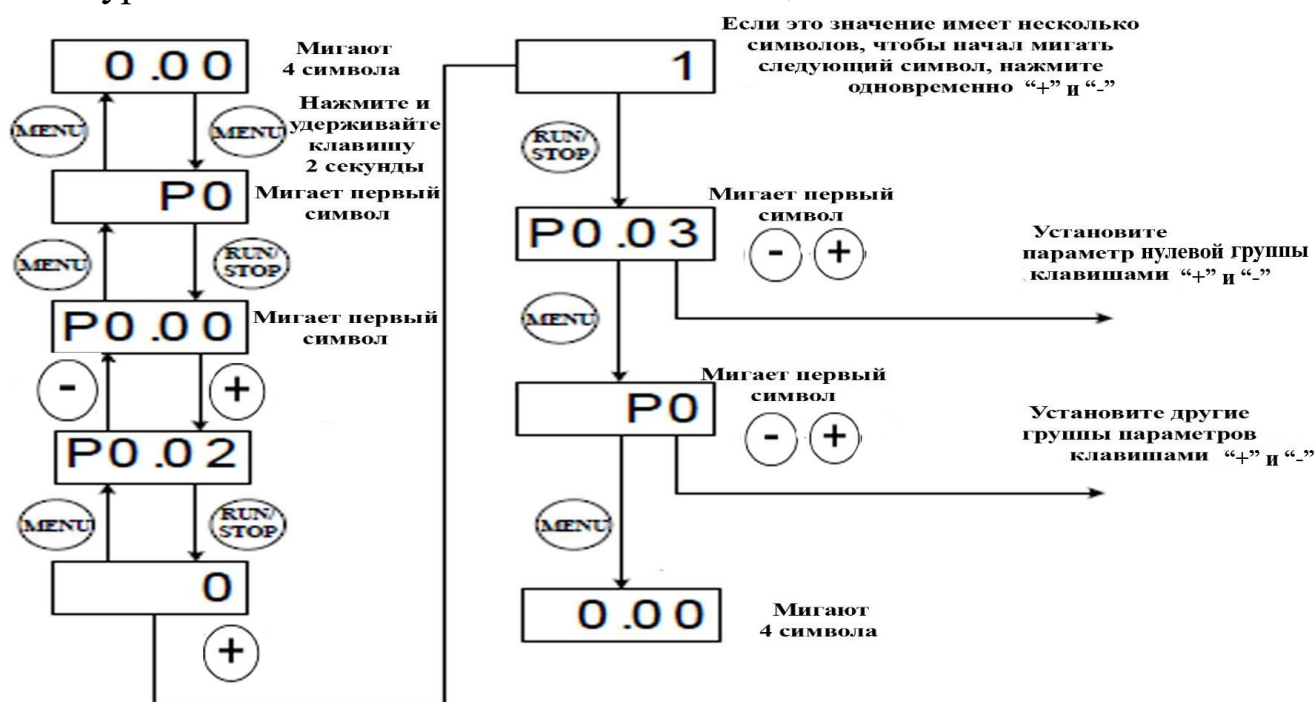 0.00
Мигают
4 символа
MENU
MENU
Нажмите и
удерживайте
клавишу
2 секунды
P0
Мигает первый
символ
MENU
RUN/
STOP
P0.00
Мигает первый
символ
-
+
P0.02
MENU
RUN/
STOP
0
+
1
Если это значение имеет несколько
символов, чтобы начал мигать
следующий символ, нажмите
одновременно “+” и “-”
RUN/
STOP
P0.03
Мигает первый
символ
- +
Установите
параметр нулевой группы
клавишами “+” и “-”
MENU
P0
Мигает первый
символ
- +
Установите другие
группы параметров
клавишами “+” и “-”
MENU
0.00
Мигают
4 символа